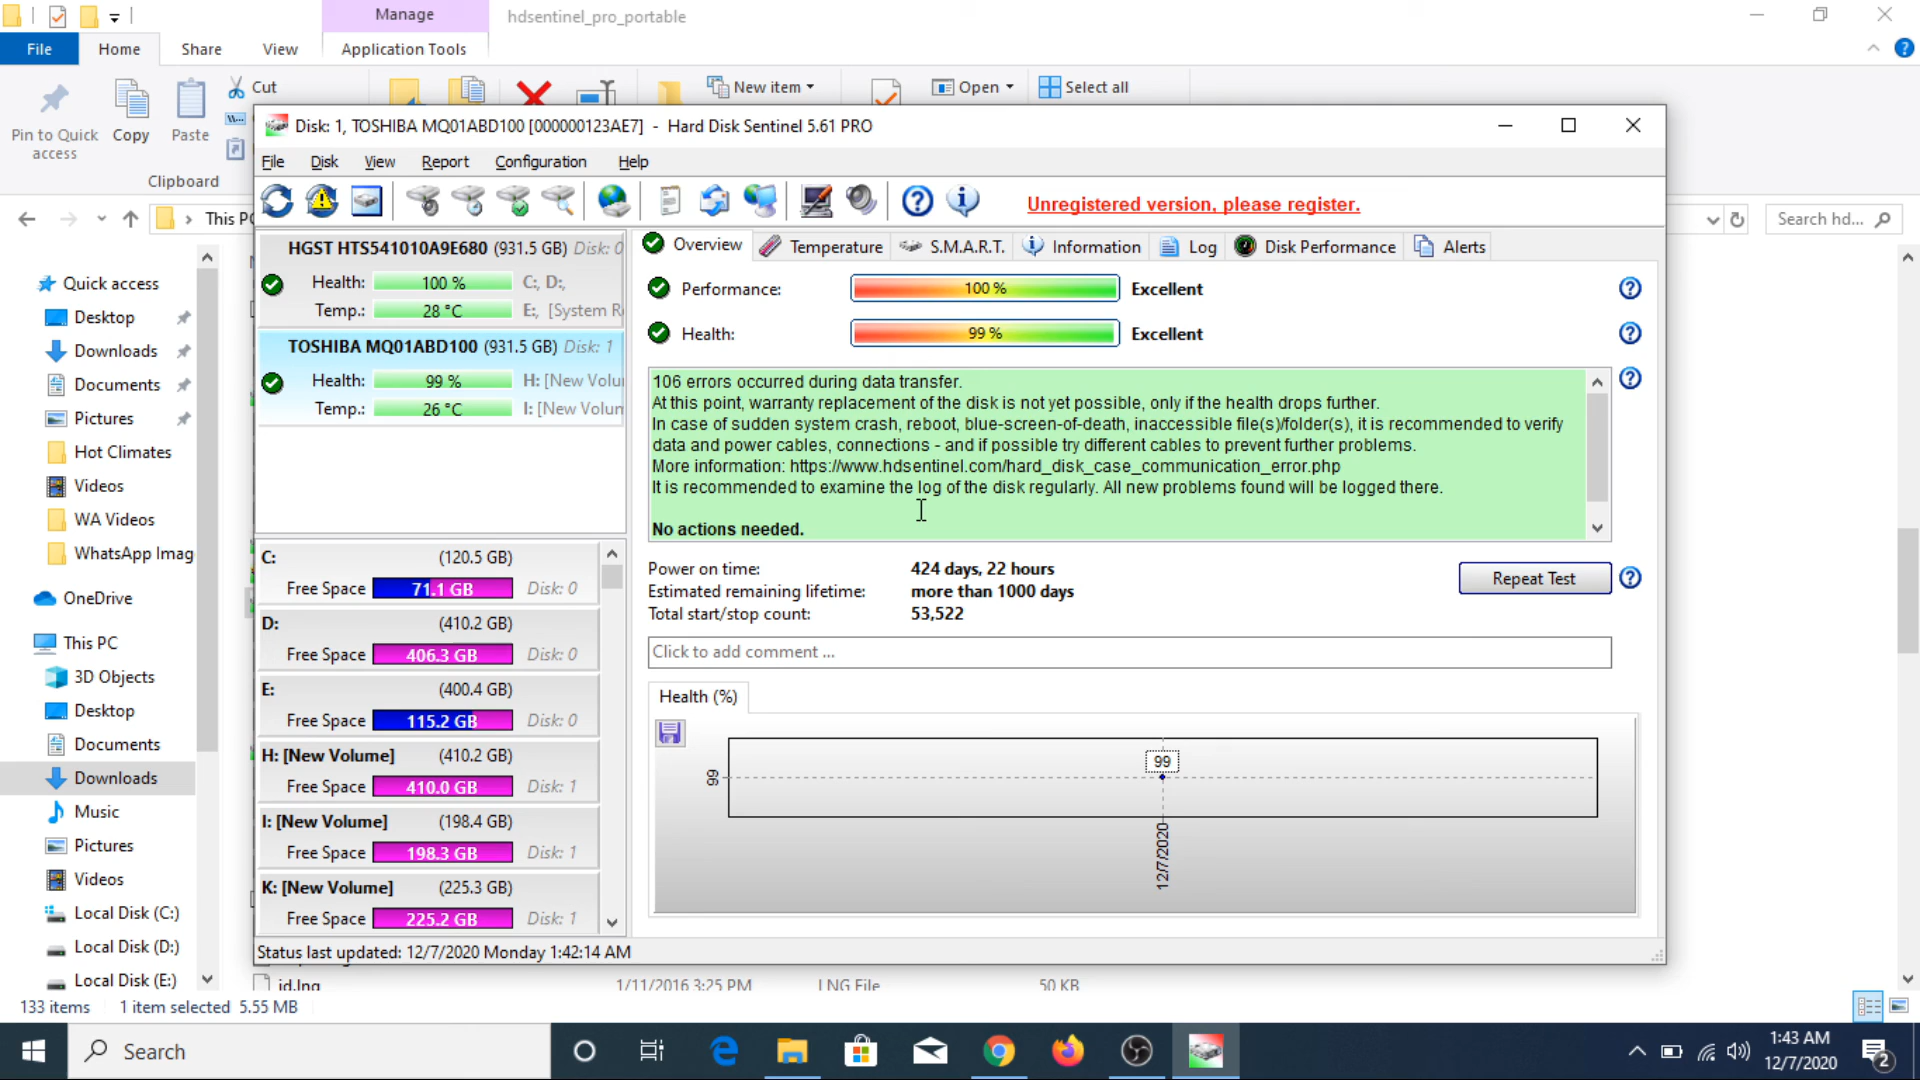 Manage
hdsentinel_pro_portable
File
Home
Share
View
Application Tools
Pin to Quick access
Copy
Paste
Cut
New item
Open
Select all
Clipboard
This PC
Search hd...
Disk: 1, TOSHIBA MQ01ABD100 [000000123AE7] - Hard Disk Sentinel 5.61 PRO
File
Disk
View
Report
Configuration
Help
Unregistered version, please register.
Quick access
Desktop
Downloads
Documents
Pictures
Hot Climates
Videos
WA Videos
WhatsApp Imag
OneDrive
This PC
3D Objects
Desktop
Documents
Downloads
Music
Pictures
Videos
Local Disk (C:)
Local Disk (D:)
Local Disk (E:)
HGST HTS541010A9E680 (931.5 GB) Disk: 0
Health: 100 % C:, D:,
Temp.: 28 °C E:, [System R
TOSHIBA MQ01ABD100 (931.5 GB) Disk: 1
Health: 99 % H: [New Volu
Temp.: 26 °C I: [New Volun
C: (120.5 GB)
Free Space 71.1 GB Disk: 0
D: (410.2 GB)
Free Space 406.3 GB Disk: 0
E: (400.4 GB)
Free Space 115.2 GB Disk: 0
H: [New Volume] (410.2 GB)
Free Space 410.0 GB Disk: 1
I: [New Volume] (198.4 GB)
Free Space 198.3 GB Disk: 1
K: [New Volume] (225.3 GB)
Free Space 225.2 GB Disk: 1
Overview
Temperature
S.M.A.R.T.
Information
Log
Disk Performance
Alerts
Performance: 100 % Excellent
Health: 99 % Excellent
106 errors occurred during data transfer.
At this point, warranty replacement of the disk is not yet possible, only if the health drops further.
In case of sudden system crash, reboot, blue-screen-of-death, inaccessible file(s)/folder(s), it is recommended to verify
data and power cables, connections - and if possible try different cables to prevent further problems.
More information: https://www.hdsentinel.com/hard_disk_case_communication_error.php
It is recommended to examine the log of the disk regularly. All new problems found will be logged there.
No actions needed.
Power on time: 424 days, 22 hours
Estimated remaining lifetime: more than 1000 days
Total start/stop count: 53,522
Repeat Test
Click to add comment ...
Health (%)
99
99
12/7/2020
Status last updated: 12/7/2020 Monday 1:42:14 AM
id.lng 1/11/2016 3:25 PM LNG File 50 KB
133 items 1 item selected 5.55 MB
Search
1:43 AM
12/7/2020
2